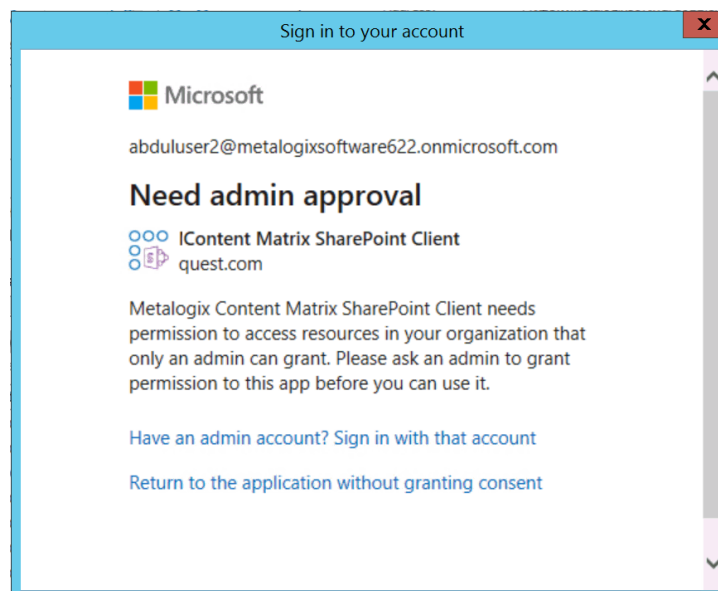 Sign in to your account
X
Microsoft
abduluser2@metalogixsoftware622.onmicrosoft.com
Need admin approval
lContent Matrix SharePoint Client
quest.com
Metalogix Content Matrix SharePoint Client needs
permission to access resources in your organization that
only an admin can grant. Please ask an admin to grant
permission to this app before you can use it.
Have an admin account? Sign in with that account
Return to the application without granting consent